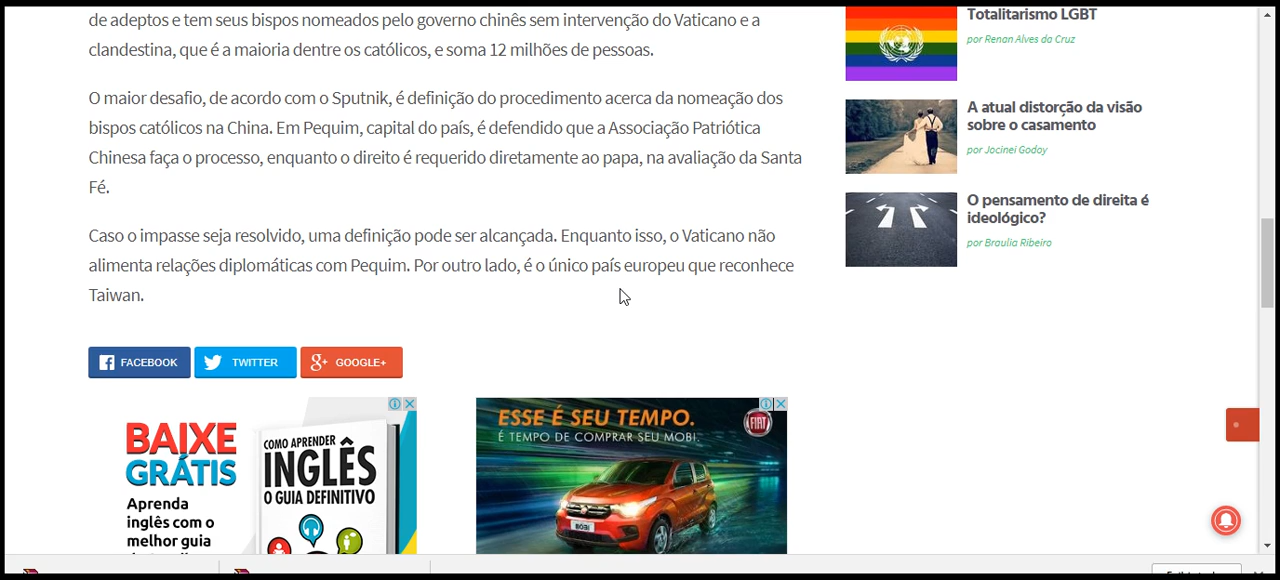 de adeptos e tem seus bispos nomeados pelo governo chinês sem intervenção do Vaticano e a
clandestina, que é a maioria dentre os católicos, e soma 12 milhões de pessoas.
O maior desafio, de acordo com o Sputnik, é definição do procedimento acerca da nomeação dos
bispos católicos na China. Em Pequim, capital do país, é defendido que a Associação Patriótica
Chinesa faça o processo, enquanto o direito é requerido diretamente ao papa, na avaliação da Santa
Fé.
Caso o impasse seja resolvido, uma definição pode ser alcançada. Enquanto isso, o Vaticano não
alimenta relações diplomáticas com Pequim. Por outro lado, é o único país europeu que reconhece
Taiwan.
FACEBOOK
TWITTER
GOOGLE+
BAIXE
GRÁTIS
Aprenda
inglês com o
melhor guia
COMO APRENDER
INGLÊS
O GUIA DEFINITIVO
ESSE É SEU TEMPO.
É TEMPO DE COMPRAR SEU MOBI.
FIAT
MOBI
Totalitarismo LGBT
por Renan Alves da Cruz
A atual distorção da visão
sobre o casamento
por Jocinei Godoy
O pensamento de direita é
ideológico?
por Braulia Ribeiro